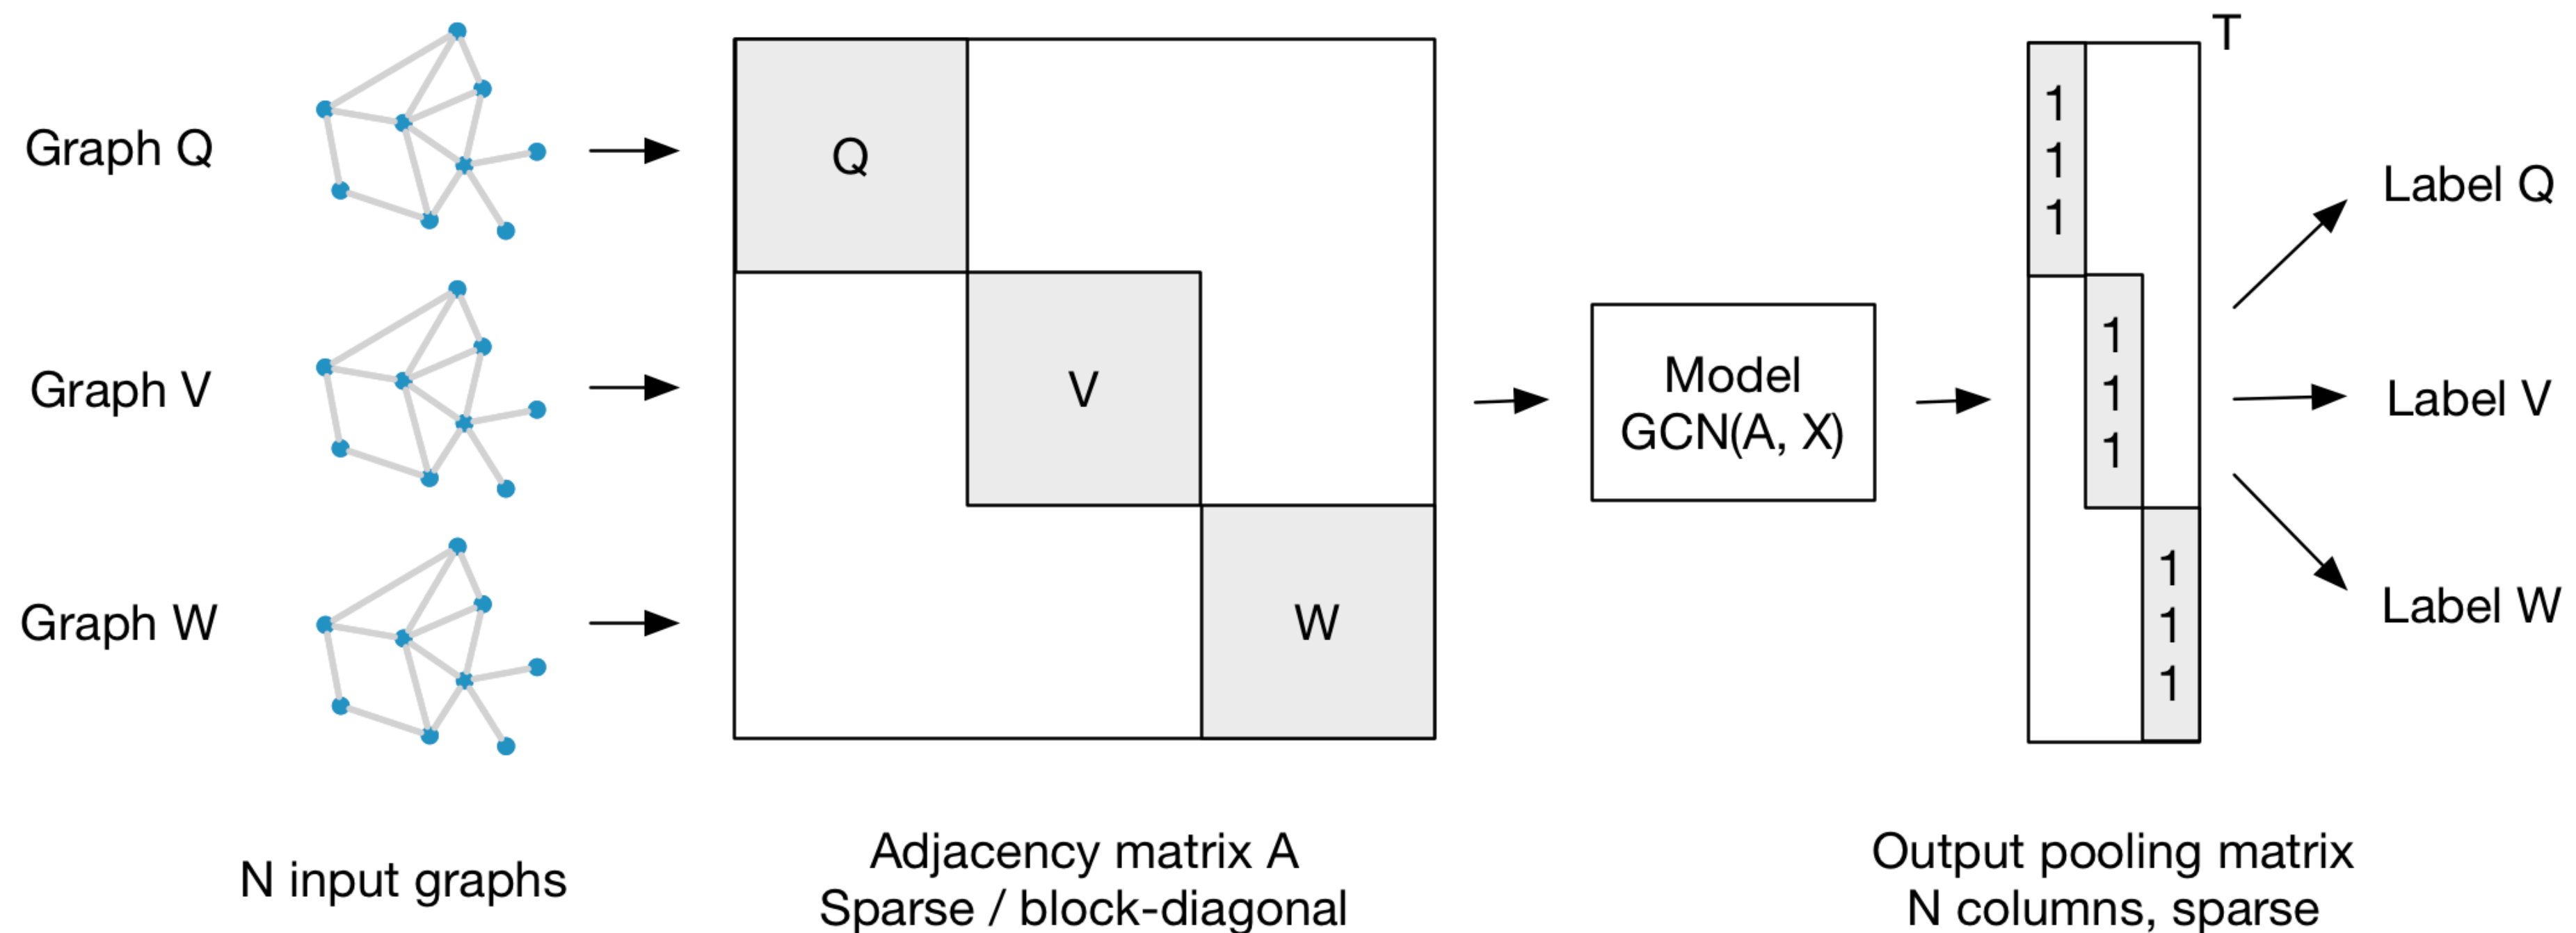 Graph Q
Graph V
Graph W
N input graphs
Q
V
W
Adjacency matrix A
Sparse / block-diagonal
Model
GCN(A, X)
T
1
1
1
1
1
1
1
1
1
Output pooling matrix
N columns, sparse
Label Q
Label V
Label W